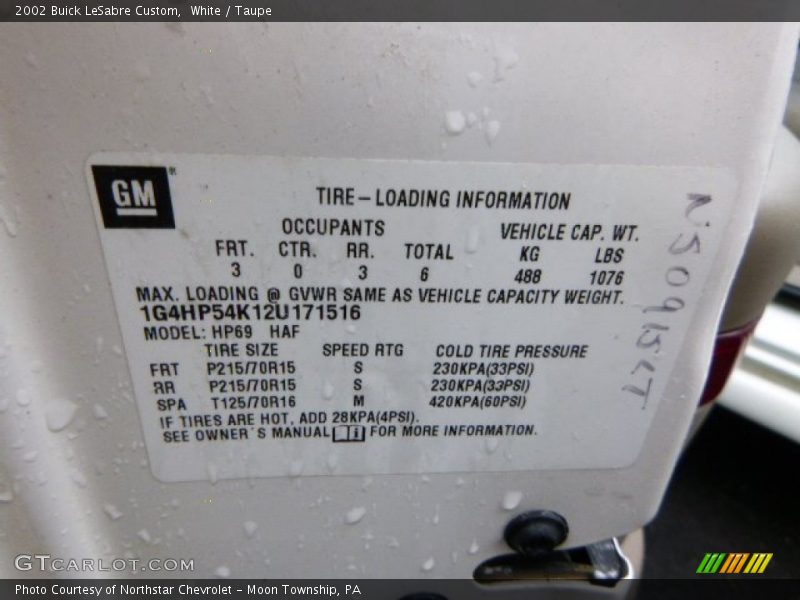 2002 Buick LeSabre Custom,  White / Taupe
GM
TIRE – LOADING INFORMATION
OCCUPANTS VEHICLE CAP. WT.
FRT. CTR. RR. TOTAL KG LBS
3 0 3 6 488 1076
MAX. LOADING @ GVWR SAME AS VEHICLE CAPACITY WEIGHT.
1G4HP54K12U171516
MODEL: HP69 HAF
TIRE SIZE SPEED RTG COLD TIRE PRESSURE
FRT P215/70R15 S 230KPA(33PSI)
RR P215/70R15 S 230KPA(33PSI)
SPA T125/70R16 M 420KPA(60PSI)
IF TIRES ARE HOT, ADD 28KPA(4PSI).
SEE OWNER'S MANUAL FOR MORE INFORMATION.
GTCARLOT.COM
Photo Courtesy of Northstar Chevrolet – Moon Township, PA